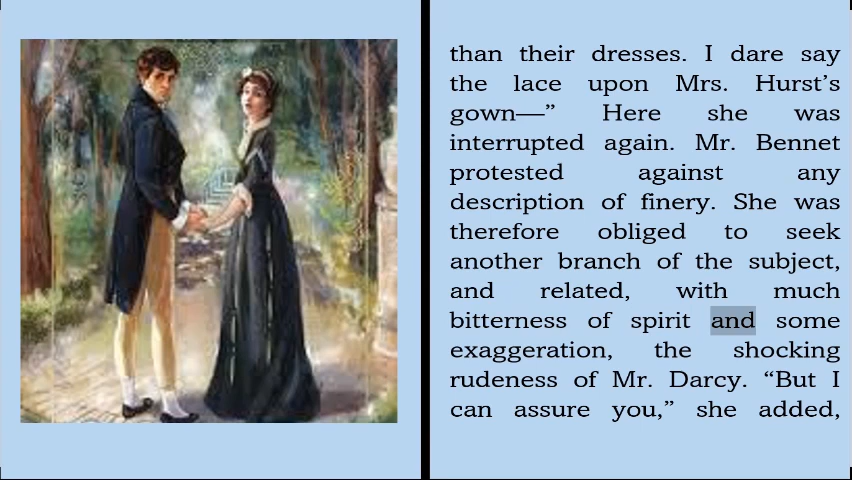 than their dresses. I dare say
the lace upon Mrs. Hurst’s
gown—” Here she was
interrupted again. Mr. Bennet
protested against any
description of finery. She was
therefore obliged to seek
another branch of the subject,
and related, with much
bitterness of spirit and some
exaggeration, the shocking
rudeness of Mr. Darcy. “But I
can assure you,” she added,